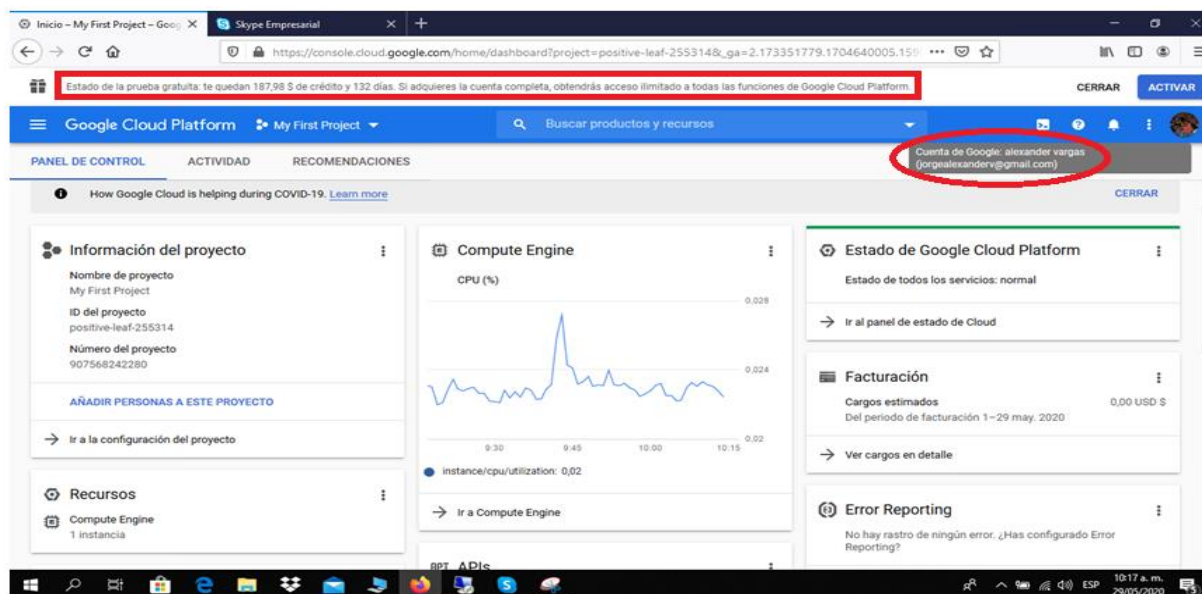 Inicio – My First Project – Goog
Skype Empresarial
https://console.cloud.google.com/home/dashboard?project=positive-leaf-255314&_ga=2.173351779.1704640005.159
Estado de la prueba gratuita: te quedan 187,98 $ de crédito y 132 días. Si adquieres la cuenta completa, obtendrás acceso ilimitado a todas las funciones de Google Cloud Platform.
CERRAR
ACTIVAR
Google Cloud Platform
My First Project
Buscar productos y recursos
PANEL DE CONTROL
ACTIVIDAD
RECOMENDACIONES
Cuenta de Google: alexander vargas
(jorgealexanderv@gmail.com)
How Google Cloud is helping during COVID-19. Learn more
CERRAR
Información del proyecto
Nombre de proyecto
My First Project
ID del proyecto
positive-leaf-255314
Número del proyecto
907568242280
AÑADIR PERSONAS A ESTE PROYECTO
Ir a la configuración del proyecto
Recursos
Compute Engine
1 instancia
Compute Engine
CPU (%)
0,028
0,024
0,02
9:30
9:45
10:00
10:15
instance/cpu/utilization: 0,02
Ir a Compute Engine
API APIs
Estado de Google Cloud Platform
Estado de todos los servicios: normal
Ir al panel de estado de Cloud
Facturación
Cargos estimados
0,00 USD $
Del periodo de facturación 1–29 may. 2020
Ver cargos en detalle
Error Reporting
No hay rastro de ningún error. ¿Has configurado Error
Reporting?
ESP
10:17 a. m.
29/05/2020